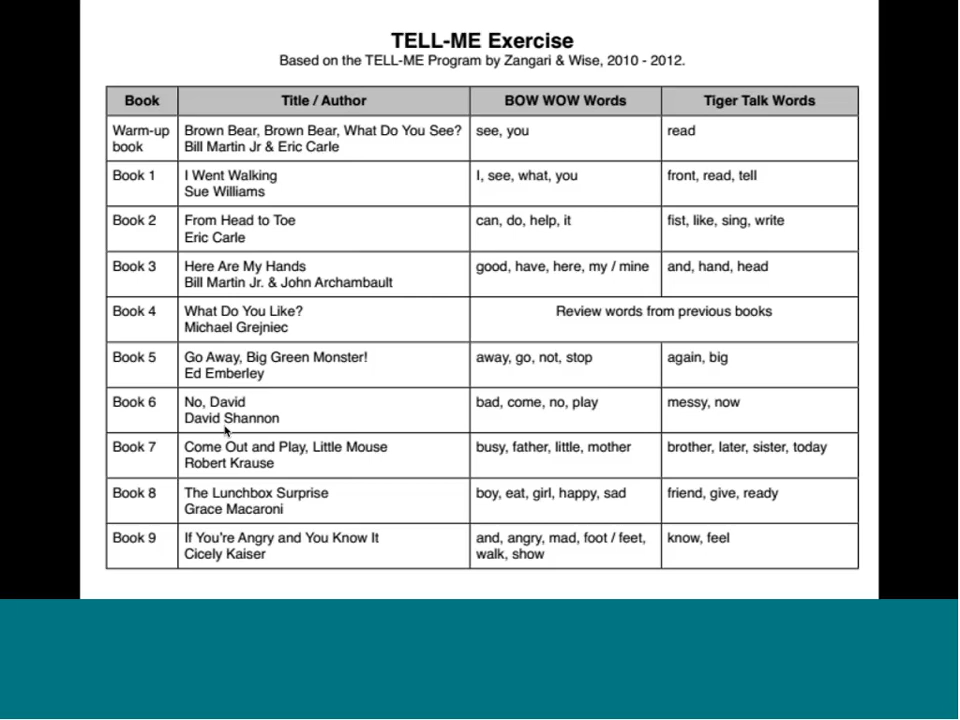 TELL-ME Exercise
Based on the TELL-ME Program by Zangari & Wise, 2010 - 2012.
Book Title / Author BOW WOW Words Tiger Talk Words
Warm-up Brown Bear, Brown Bear, What Do You See? see, you read
book Bill Martin Jr & Eric Carle
Book 1 I Went Walking I, see, what, you front, read, tell
Sue Williams
Book 2 From Head to Toe can, do, help, it fist, like, sing, write
Eric Carle
Book 3 Here Are My Hands good, have, here, my / mine and, hand, head
Bill Martin Jr. & John Archambault
Book 4 What Do You Like? Review words from previous books
Michael Grejniec
Book 5 Go Away, Big Green Monster! away, go, not, stop again, big
Ed Emberley
Book 6 No, David bad, come, no, play messy, now
David Shannon
Book 7 Come Out and Play, Little Mouse busy, father, little, mother brother, later, sister, today
Robert Krause
Book 8 The Lunchbox Surprise boy, eat, girl, happy, sad friend, give, ready
Grace Macaroni
Book 9 If You're Angry and You Know It and, angry, mad, foot / feet, know, feel
Cicely Kaiser walk, show